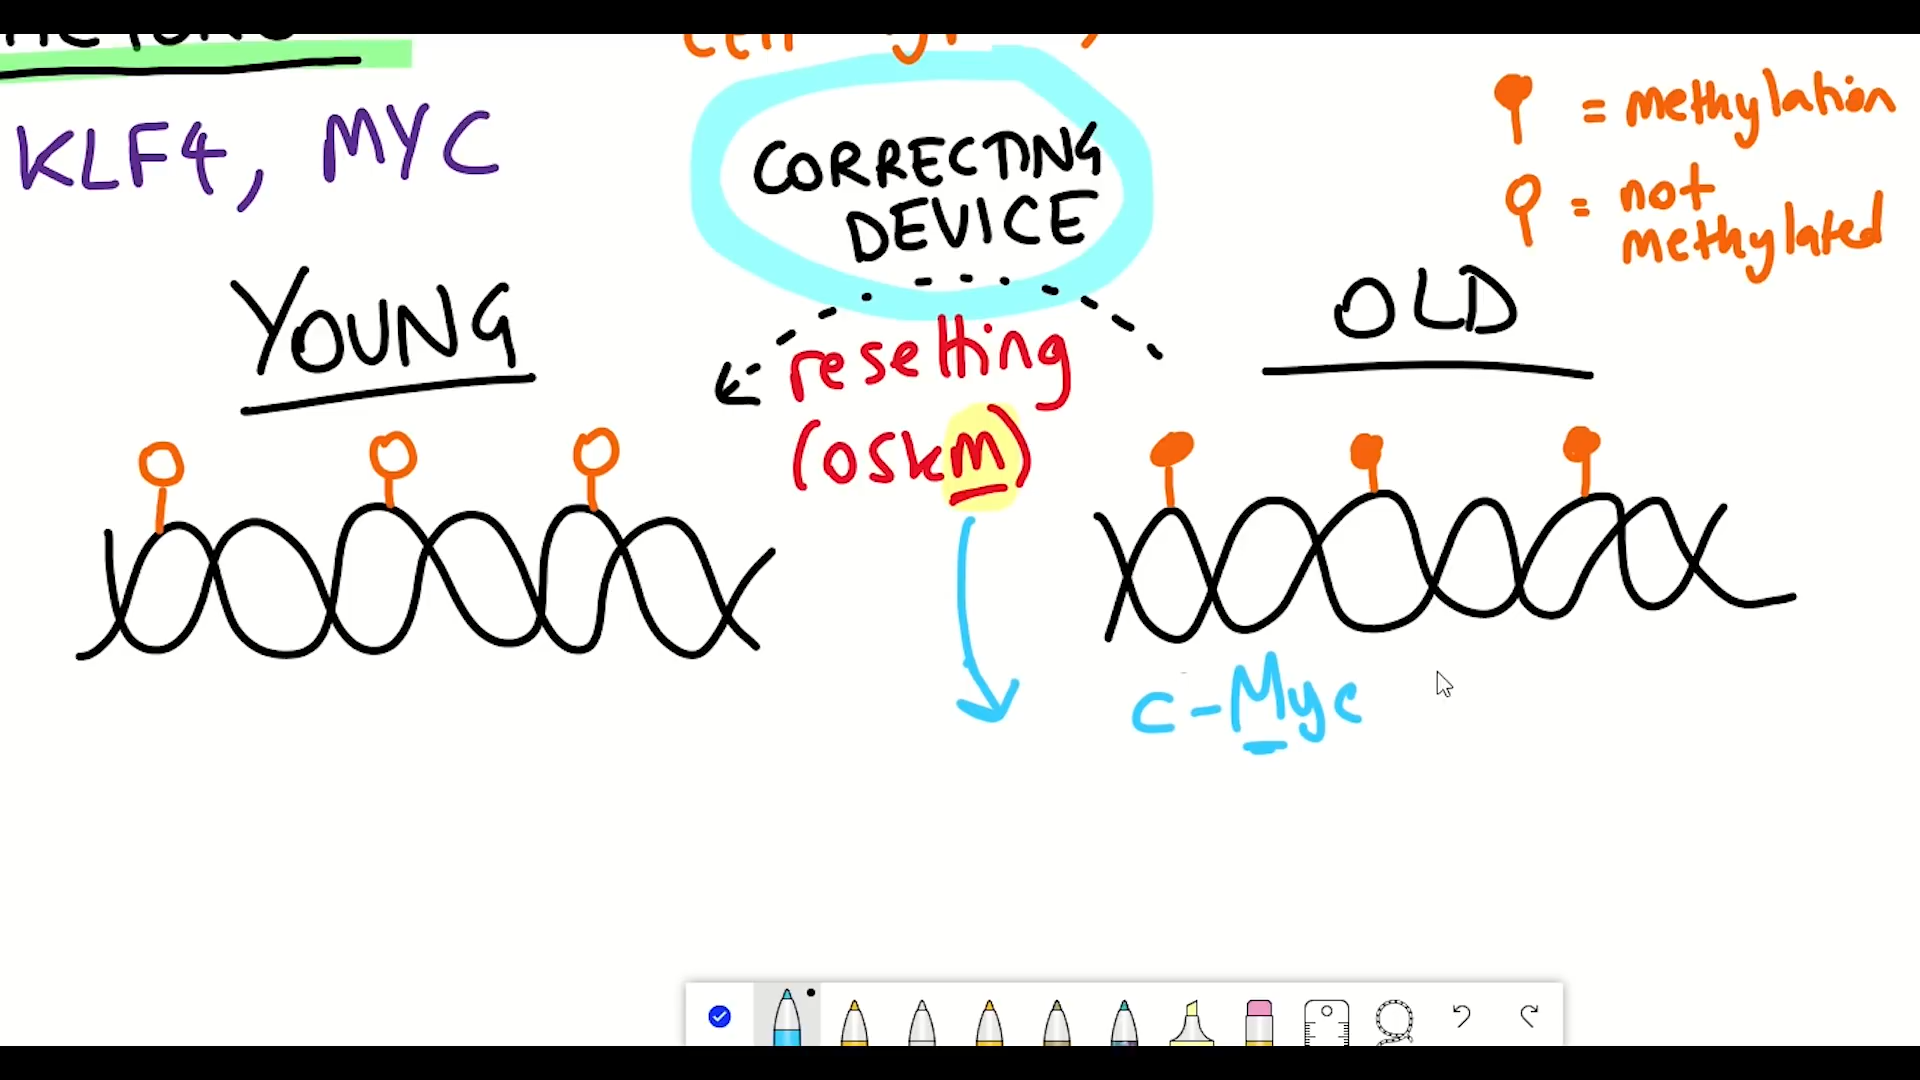 KLF4, MYC
CORRECTING
DEVICE
= methylation
= not
methylated
YOUNG
resetting
(OSKM)
OLD
c-Myc